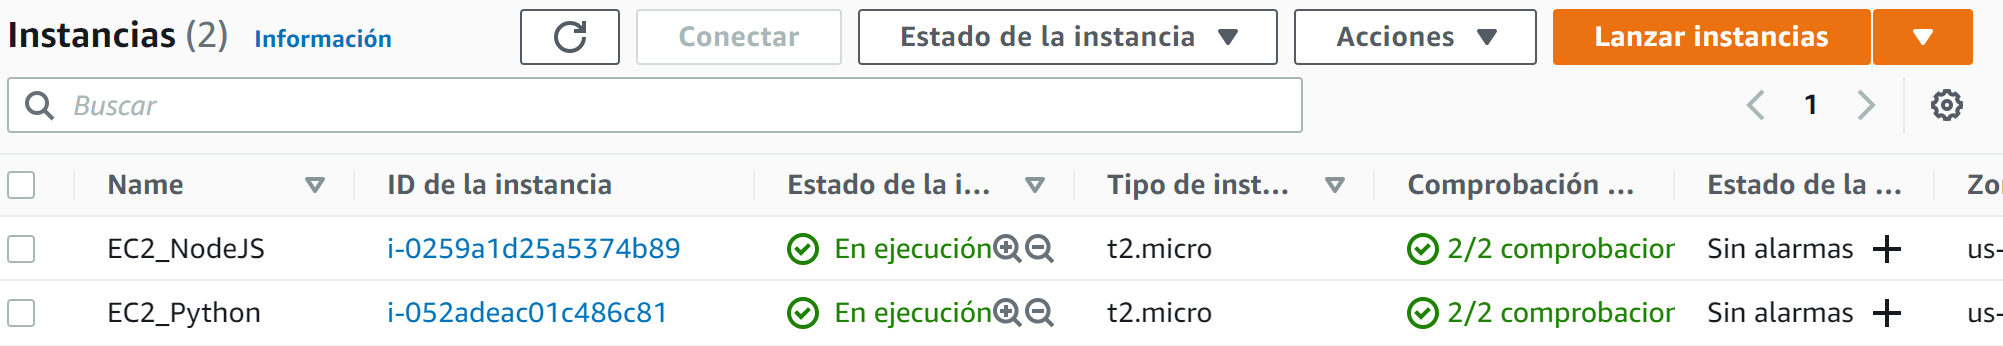 Instancias (2) Información Conectar Estado de la instancia Acciones Lanzar instancias
Buscar 1
Name ID de la instancia Estado de la i... Tipo de inst... Comprobación ... Estado de la ... Zo
EC2_NodeJS i-0259a1d25a5374b89 En ejecución t2.micro 2/2 comprobacior Sin alarmas us-
EC2_Python i-052adeac01c486c81 En ejecución t2.micro 2/2 comprobacior Sin alarmas us-